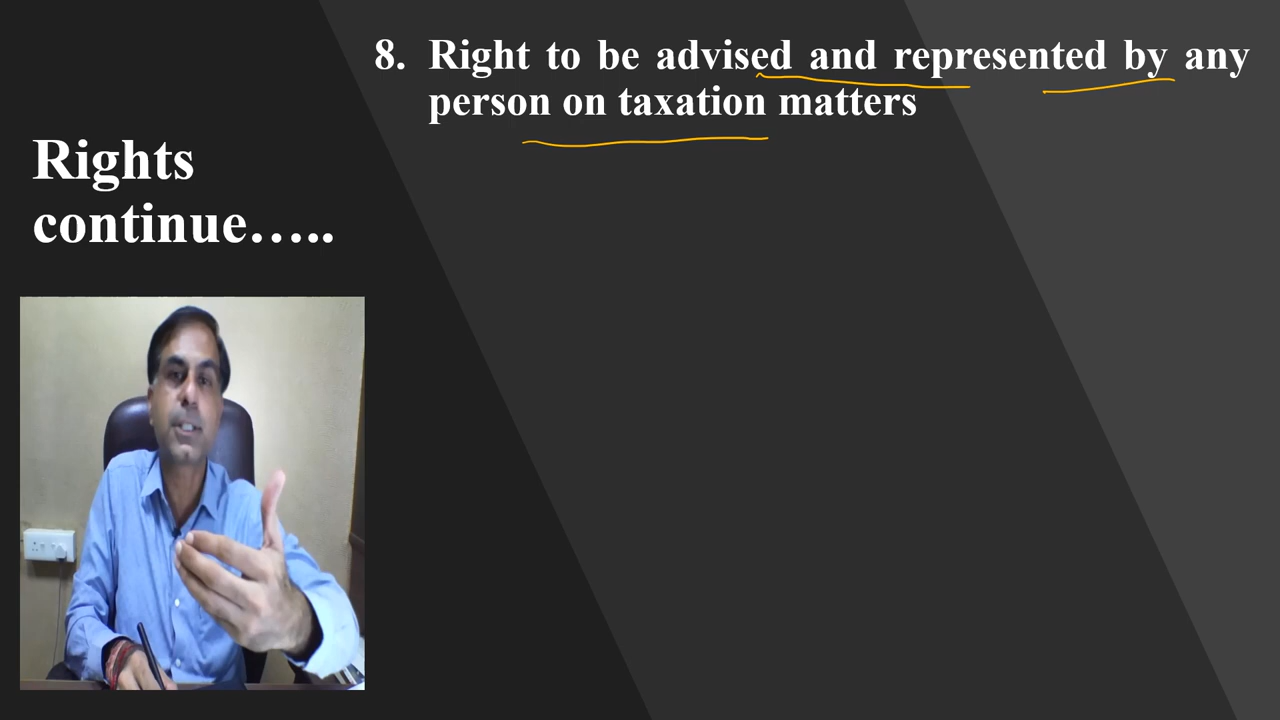 Rights
continue…..
8. Right to be advised and represented by any
person on taxation matters